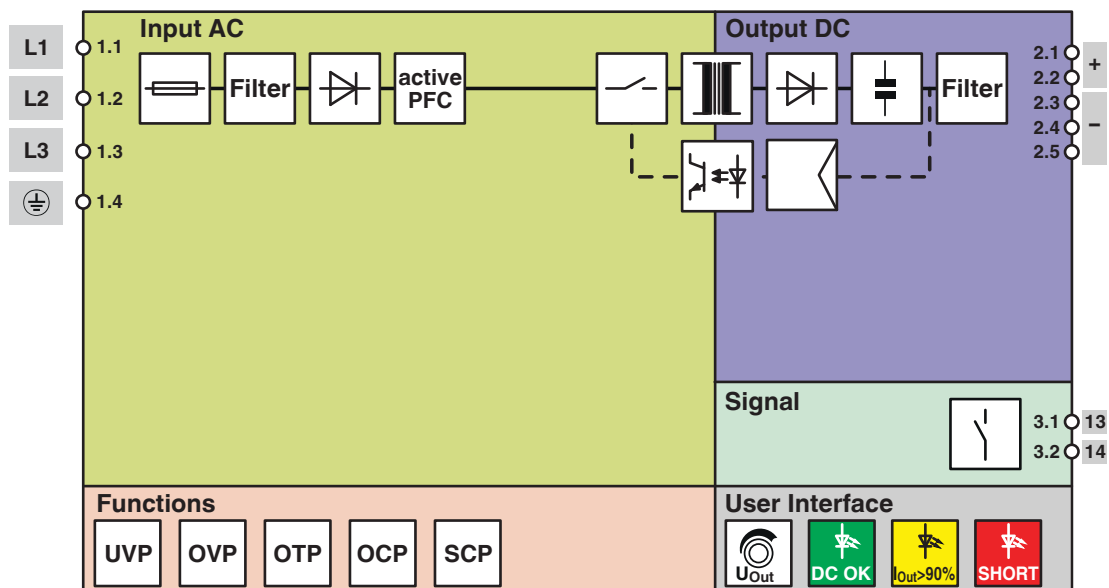 Input AC
Output DC
L1
1.1
L2
1.2
L3
1.3
1.4
Filter
active
PFC
Filter
2.1
2.2
+
2.3
2.4
2.5
−
Signal
3.1
13
3.2
14
Functions
UVP
OVP
OTP
OCP
SCP
User Interface
UOut
DC OK
IOut>90%
SHORT